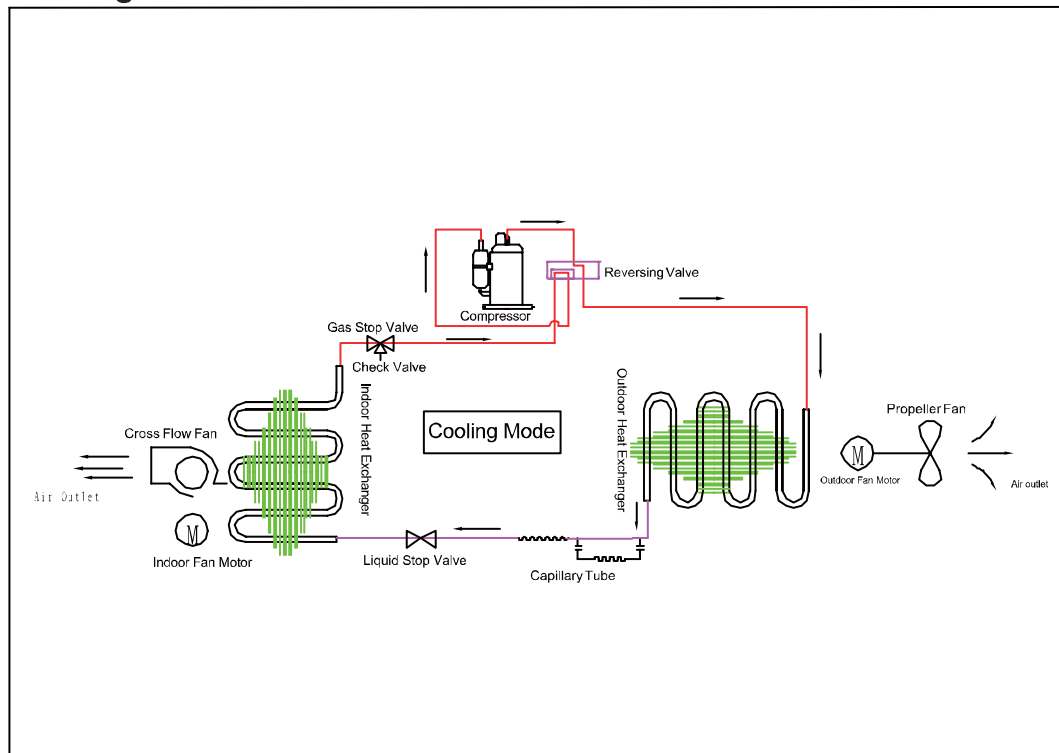 Reversing Valve
Compressor
Gas Stop Valve
Check Valve
Indoor Heat Exchanger
Cooling Mode
Outdoor Heat Exchanger
Propeller Fan
Cross Flow Fan
M
Outdoor Fan Motor
Air outlet
Air Outlet
M
Indoor Fan Motor
Liquid Stop Valve
Capillary Tube